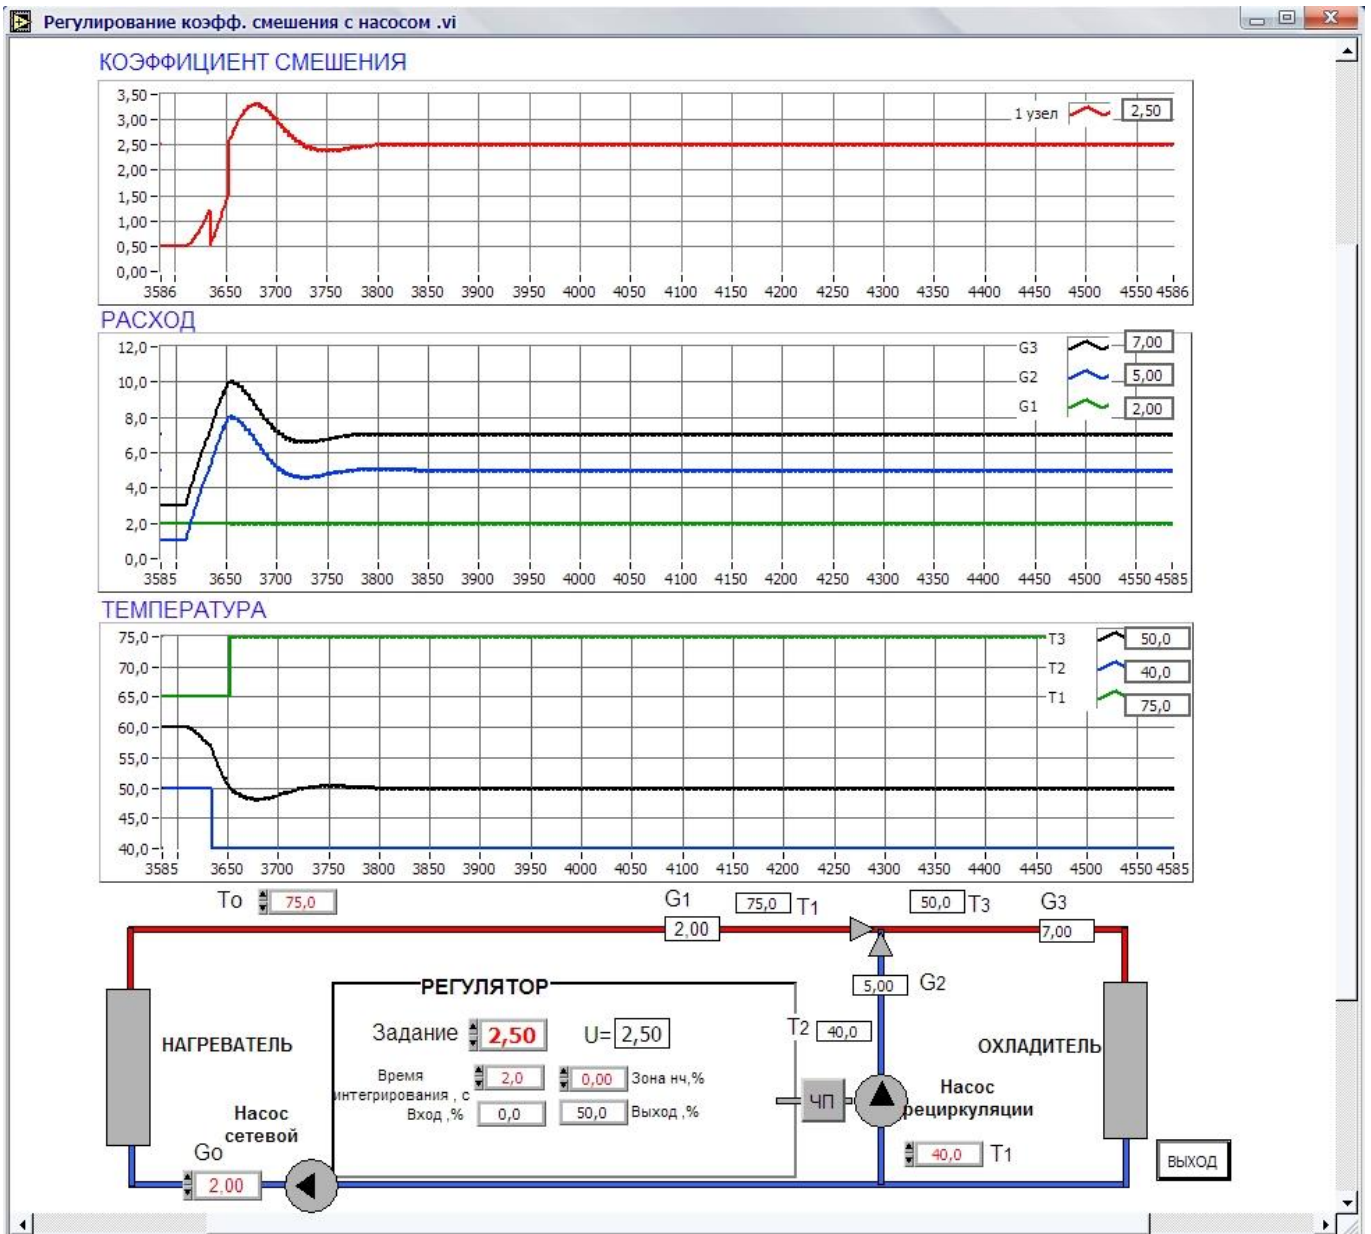 Регулирование коэфф. смешения с насосом .vi
КОЭФФИЦИЕНТ СМЕШЕНИЯ
3,50
3,00
2,50
2,00
1,50
1,00
0,50
0,00
1 узел 2,50
3586 3650 3700 3750 3800 3850 3900 3950 4000 4050 4100 4150 4200 4250 4300 4350 4400 4450 4500 4550 4586
РАСХОД
12,0
10,0
8,0
6,0
4,0
2,0
0,0
G3 7,00
G2 5,00
G1 2,00
3585 3650 3700 3750 3800 3850 3900 3950 4000 4050 4100 4150 4200 4250 4300 4350 4400 4450 4500 4550 4585
ТЕМПЕРАТУРА
75,0
70,0
65,0
60,0
55,0
50,0
45,0
40,0
T3 50,0
T2 40,0
T1 75,0
3585 3650 3700 3750 3800 3850 3900 3950 4000 4050 4100 4150 4200 4250 4300 4350 4400 4450 4500 4550 4585
To 75,0
G1 75,0 T1 50,0 T3 G3
2,00 7,00
РЕГУЛЯТОР
5,00 G2
Задание 2,50 U= 2,50
T2 40,0
НАГРЕВАТЕЛЬ
ОХЛАДИТЕЛЬ
Время
интегрирования , с 2,0 0,00 Зона нч,%
Вход ,% 0,0 50,0 Выход ,%
ЧП
Насос
рециркуляции
Насос
сетевой
Go
2,00
40,0 T1
ВЫХОД